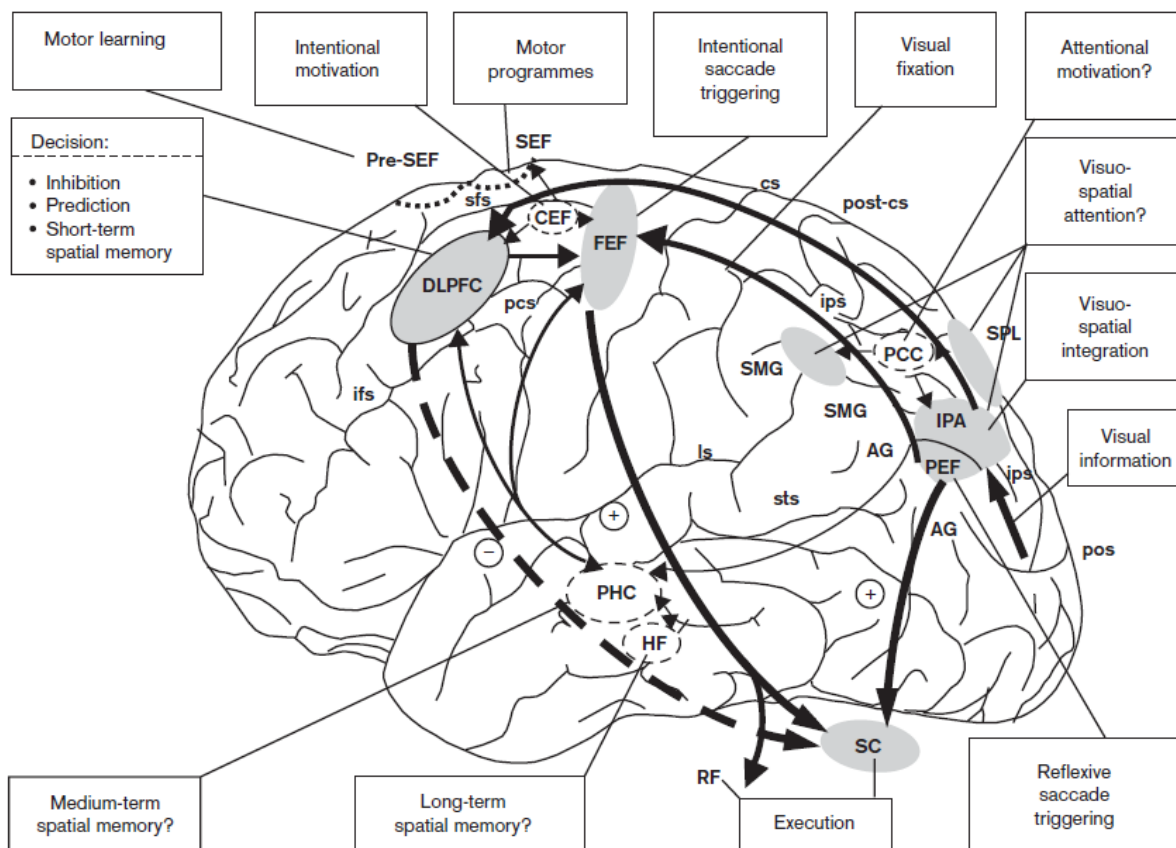 Motor learning
Intentional
motivation
Motor
programmes
Intentional
saccade
triggering
Visual
fixation
Attentional
motivation?
Decision:
• Inhibition
• Prediction
• Short-term
spatial memory
Pre-SEF
SEF
sfs
CEF
FEF
cs
post-cs
Visuo-
spatial
attention?
DLPFC
pcs
ips
PCC
SPL
Visuo-
spatial
integration
SMG
ifs
SMG
IPA
ls
AG
PEF
ips
Visual
information
sts
+
AG
pos
−
PHC
+
HF
SC
RF
Medium-term
spatial memory?
Long-term
spatial memory?
Execution
Reflexive
saccade
triggering